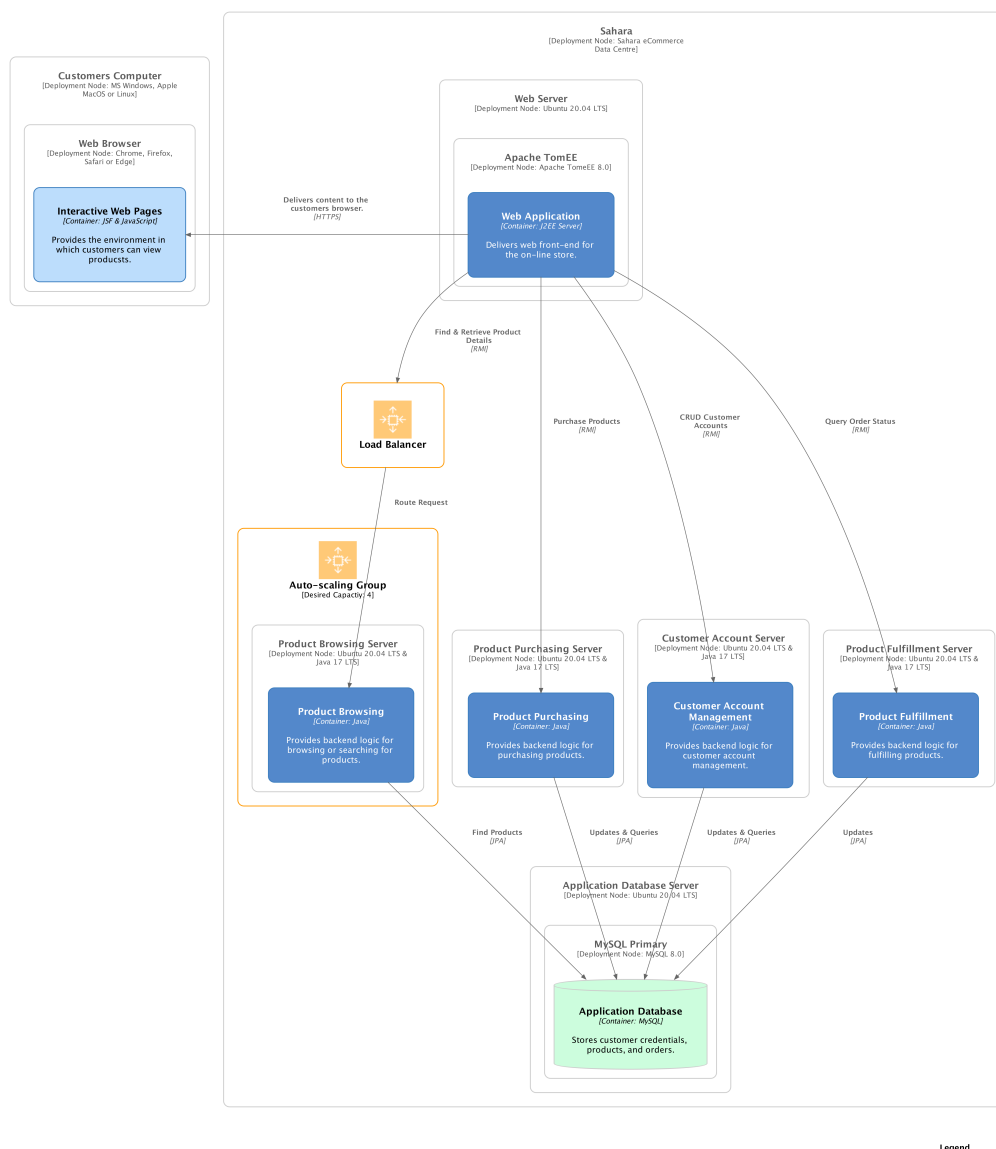 Sahara
[Deployment Node: Sahara eCommerce
Data Centre]
Customers Computer
[Deployment Node: MS Windows, Apple
MacOS or Linux]
Web Browser
[Deployment Node: Chrome, Firefox,
Safari or Edge]
Interactive Web Pages
[Container: JSF & JavaScript]
Provides the environment in
which customers can view
producsts.
Delivers content to the
customers browser.
[HTTPS]
Web Server
[Deployment Node: Ubuntu 20.04 LTS]
Apache TomEE
[Deployment Node: Apache TomeEE 8.0]
Web Application
[Container: J2EE Server]
Delivers web front-end for
the on-line store.
Find & Retrieve Product
Details
[RMI]
Purchase Products
[RMI]
CRUD Customer
Accounts
[RMI]
Query Order Status
[RMI]
Load Balancer
Route Request
Auto-scaling Group
[Desired Capactiy: 4]
Product Browsing Server
[Deployment Node: Ubuntu 20.04 LTS &
Java 17 LTS]
Product Browsing
[Container: Java]
Provides backend logic for
browsing or searching for
products.
Product Purchasing Server
[Deployment Node: Ubuntu 20.04 LTS &
Java 17 LTS]
Product Purchasing
[Container: Java]
Provides backend logic for
purchasing products.
Customer Account Server
[Deployment Node: Ubuntu 20.04 LTS &
Java 17 LTS]
Customer Account
Management
[Container: Java]
Provides backend logic for
customer account
management.
Product Fulfillment Server
[Deployment Node: Ubuntu 20.04 LTS &
Java 17 LTS]
Product Fulfillment
[Container: Java]
Provides backend logic for
fulfilling products.
Find Products
[JPA]
Updates & Queries
[JPA]
Updates & Queries
[JPA]
Updates
[JPA]
Application Database Server
[Deployment Node: Ubuntu 20.04 LTS]
MySQL Primary
[Deployment Node: MySQL 8.0]
Application Database
[Container: MySQL]
Stores customer credentials,
products, and orders.
Legend